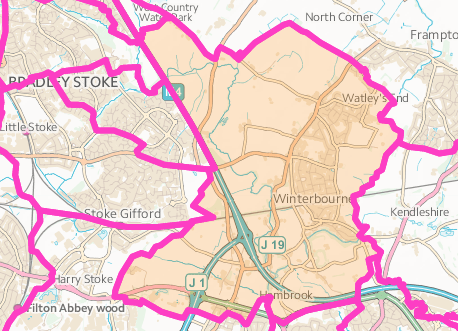 West Country
Water Park
North Corner
Frampto
BRADLEY STOKE
Watley's End
Little Stoke
Winterbourne
Stoke Gifford
Kendleshire
J 19
Harry Stoke
J 1
Hambrook
Filton Abbey wood